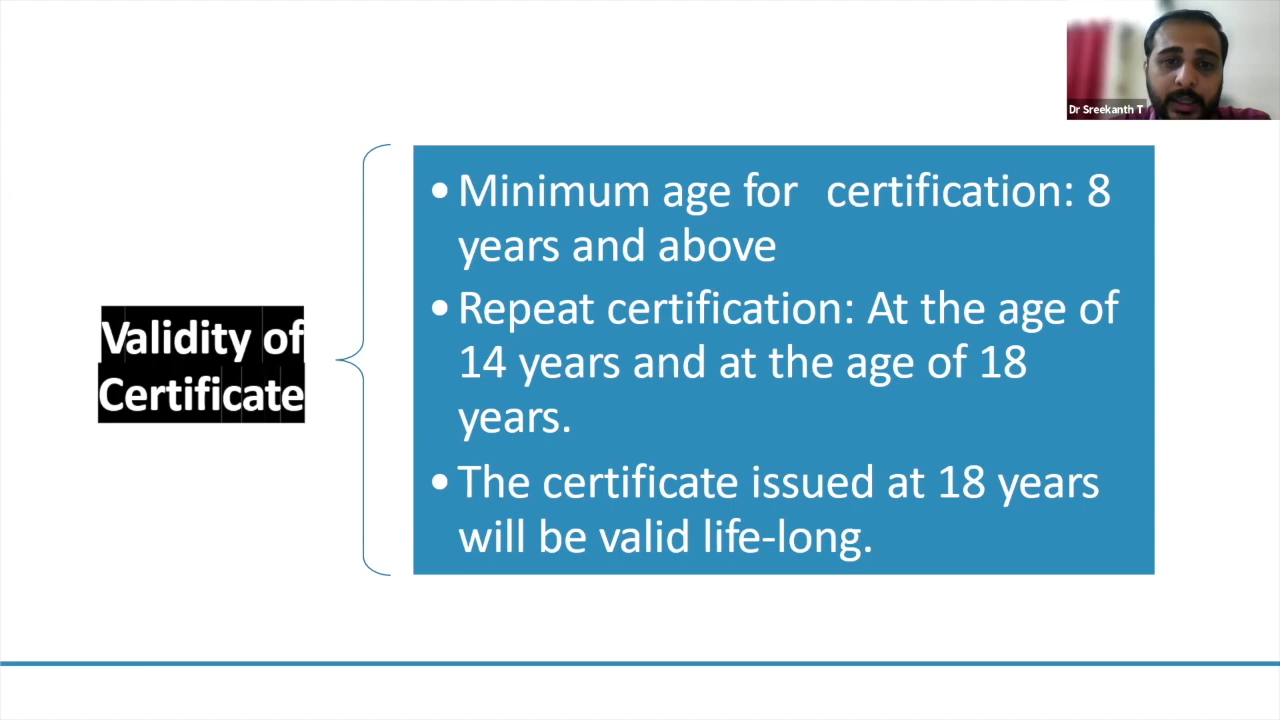 Dr Sreekanth T
Validity of
Certificate
•Minimum age for certification: 8
years and above
•Repeat certification: At the age of
14 years and at the age of 18
years.
•The certificate issued at 18 years
will be valid life-long.